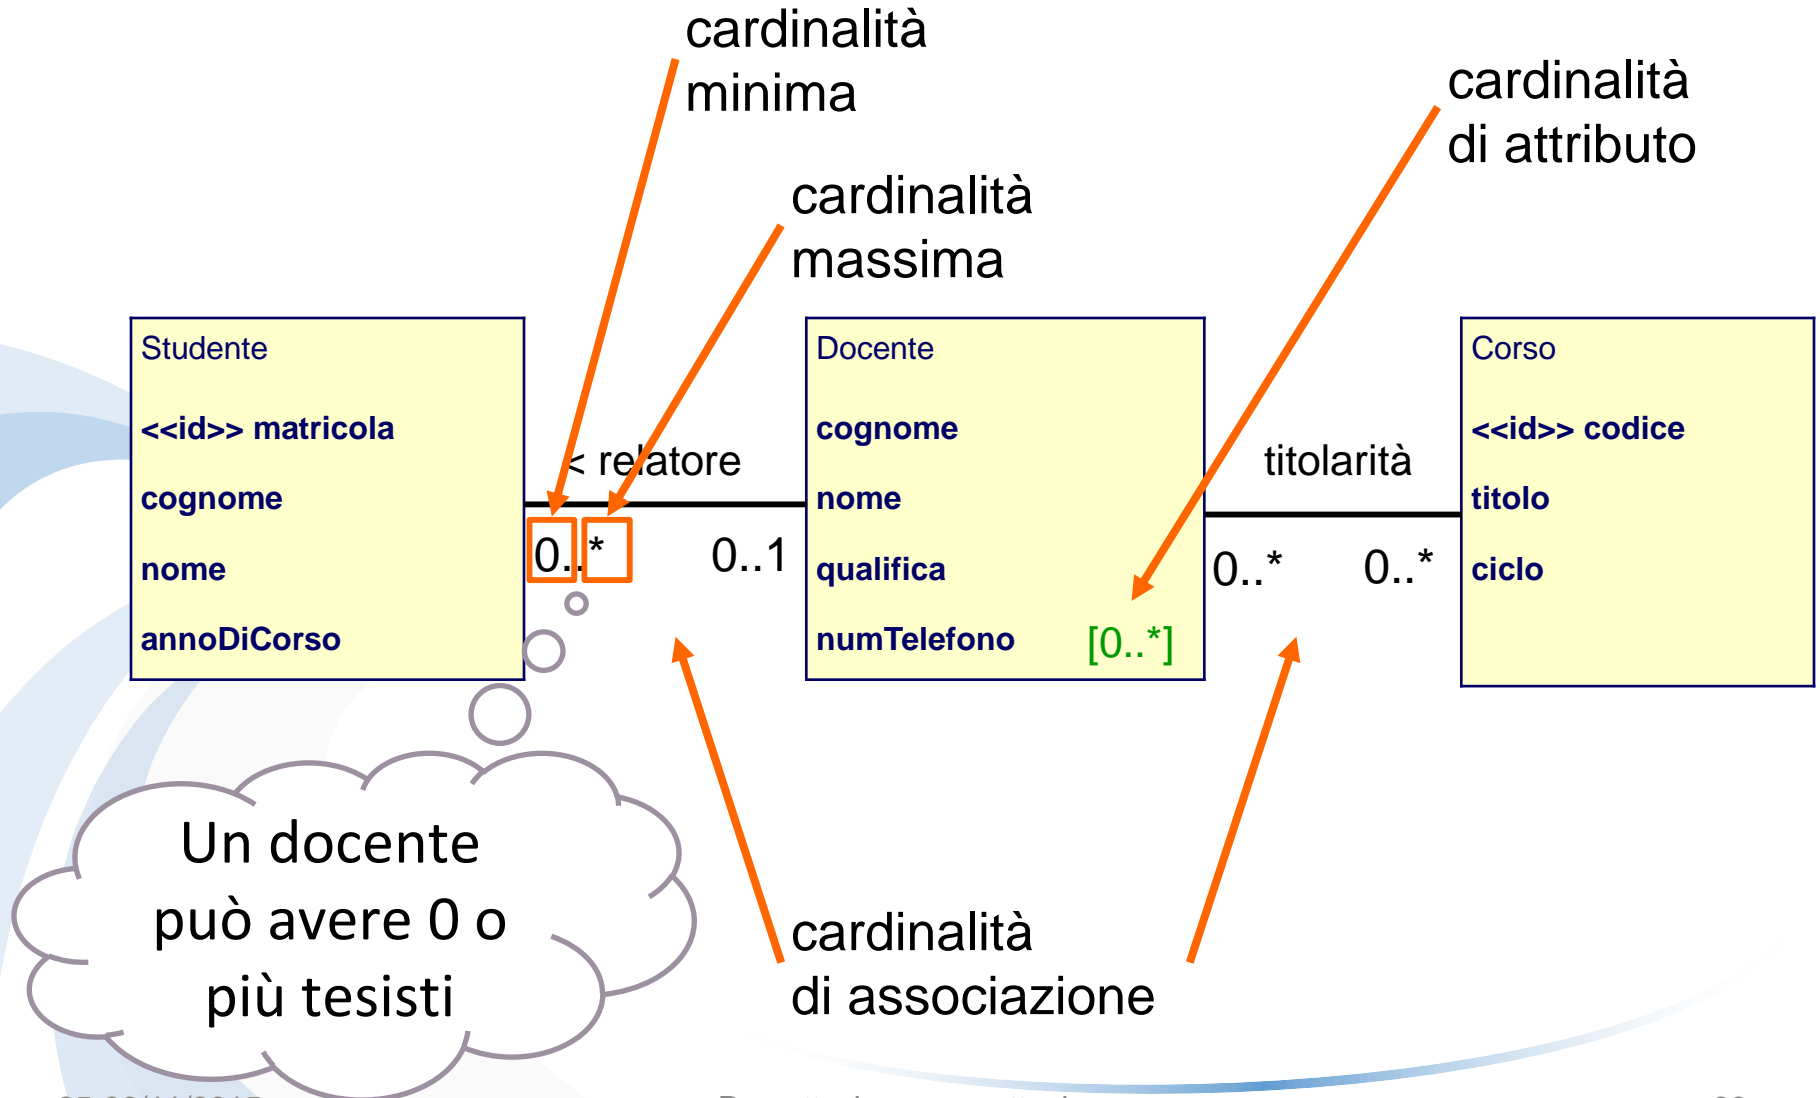 cardinalità
minima
cardinalità
di attributo
cardinalità
massima
Studente
<<id>> matricola
cognome
nome
annoDiCorso
< relatore
0..*
0..1
Docente
cognome
nome
qualifica
numTelefono [0..*]
titolarità
0..*
0..*
Corso
<<id>> codice
titolo
ciclo
Un docente
può avere 0 o
più tesisti
cardinalità
di associazione